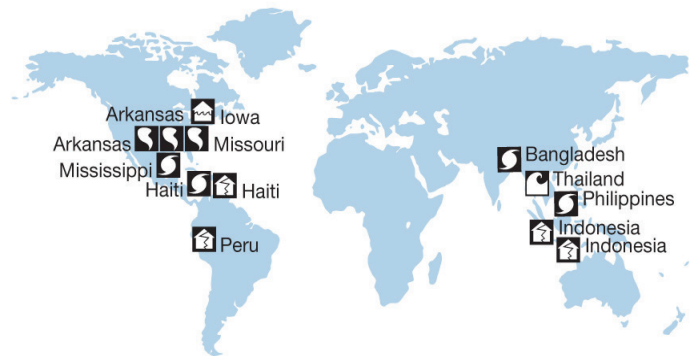 Arkansas Iowa
Arkansas Missouri
Mississippi
Haiti Haiti
Peru
Bangladesh
Thailand
Philippines
Indonesia
Indonesia